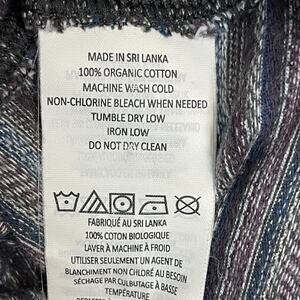 MADE IN SRI LANKA
100% ORGANIC COTTON
MACHINE WASH COLD
NON-CHLORINE BLEACH WHEN NEEDED
TUMBLE DRY LOW
IRON LOW
DO NOT DRY CLEAN
FABRIQUÉ AU SRI LANKA
100% COTON BIOLOGIQUE
LAVER À MACHINE À FROID
UTILISER SEULEMENT UN AGENT DE
BLANCHIMENT NON CHLORÉ AU BESOIN
SÉCHAGE PAR CULBUTAGE À BASSE
TEMPÉRATURE